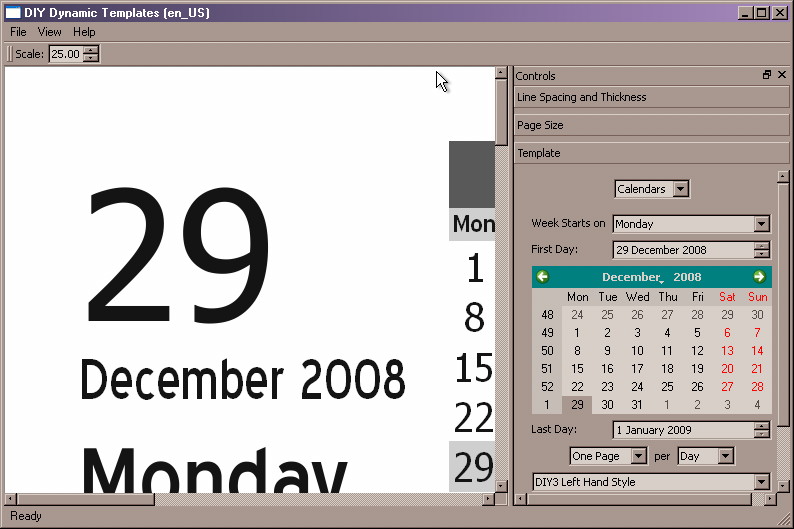 DIY Dynamic Templates (en_US)
File View Help
Scale: 25.00
29
December 2008
Monday
Mon
1
8
15
22
29
Controls
Line Spacing and Thickness
Page Size
Template
Calendars
Week Starts on Monday
First Day: 29 December 2008
December, 2008
Mon Tue Wed Thu Fri Sat Sun
48 24 25 26 27 28 29 30
49 1 2 3 4 5 6 7
50 8 9 10 11 12 13 14
51 15 16 17 18 19 20 21
52 22 23 24 25 26 27 28
1 29 30 31 1 2 3 4
Last Day: 1 January 2009
One Page per Day
DIY3 Left Hand Style
Ready